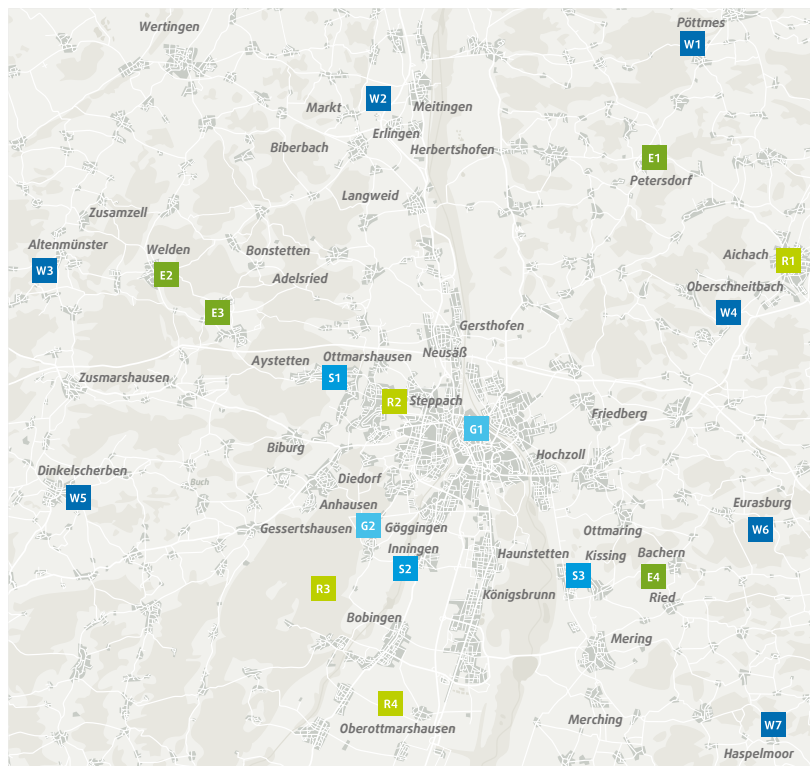 Pöttmes
Wertingen
W1
W2
Markt
Meitingen
Erlingen
Biberbach
Herbertshofen
E1
Petersdorf
Langweid
Zusamzell
Altenmünster
Welden
Bonstetten
Aichach
R1
W3
E2
Adelsried
Oberschneitbach
E3
W4
Gersthofen
Neusäß
Ottmarshausen
Aystetten
S1
Zusmarshausen
R2
Steppach
Friedberg
G1
Biburg
Hochzoll
Dinkelscherben
Diedorf
Buch
W5
Anhausen
Eurasburg
Gessertshausen
G2
Göggingen
Ottmaring
W6
Inningen
Haunstetten
Kissing
Bachern
S2
S3
E4
R3
Königsbrunn
Ried
Bobingen
Mering
R4
Merching
W7
Oberottmarshausen
Haspelmoor